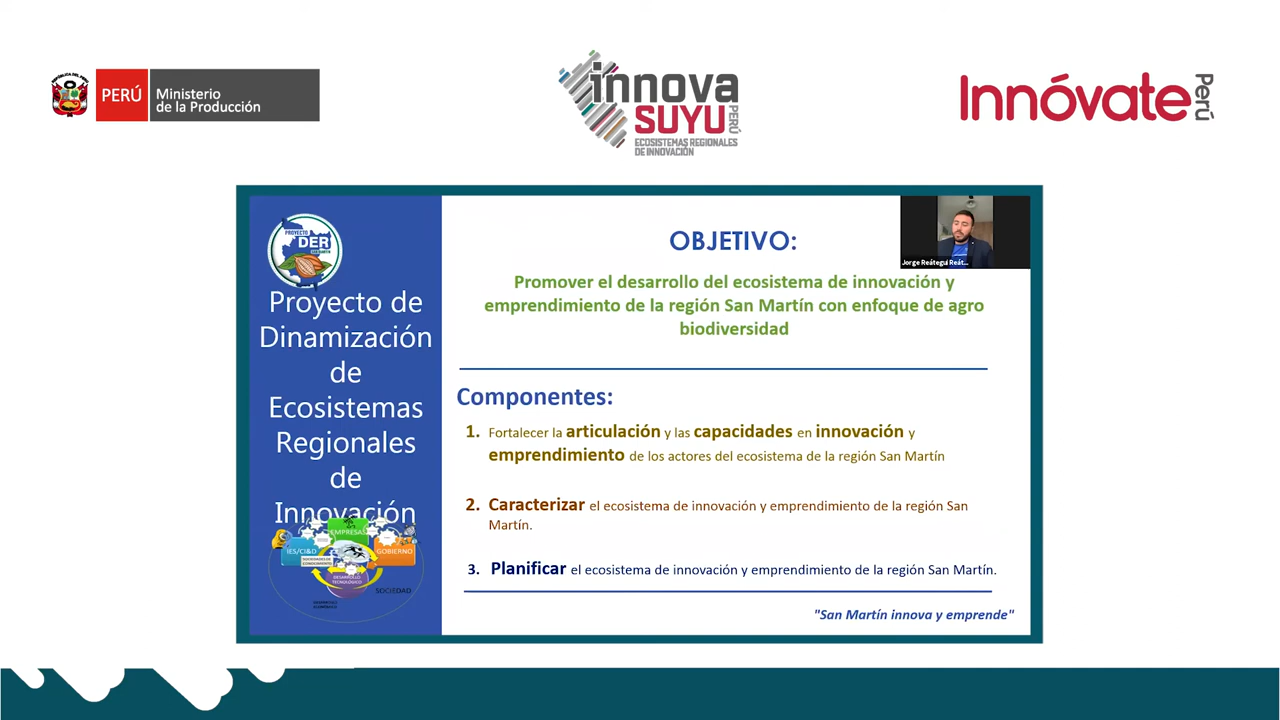 PERÚ
Ministerio
de la Producción
innova
SUYU
PERÚ
ECOSISTEMAS REGIONALES
DE INNOVACIÓN
Innóvate
Perú
PROYECTO
DER
SAN MARTÍN
Proyecto de
Dinamización
de
Ecosistemas
Regionales
de
Innovación
EMPRESAS
IES/CI&D
GOBIERNO
DESARROLLO
TECNOLÓGICO
SOCIEDAD
Jorge Reátegui Reát...
OBJETIVO:
Promover el desarrollo del ecosistema de innovación y
emprendimiento de la región San Martín con enfoque de agro
biodiversidad
Componentes:
1. Fortalecer la articulación y las capacidades en innovación y
emprendimiento de los actores del ecosistema de la región San Martín
2. Caracterizar el ecosistema de innovación y emprendimiento de la región San
Martín.
3. Planificar el ecosistema de innovación y emprendimiento de la región San Martín.
"San Martín innova y emprende"